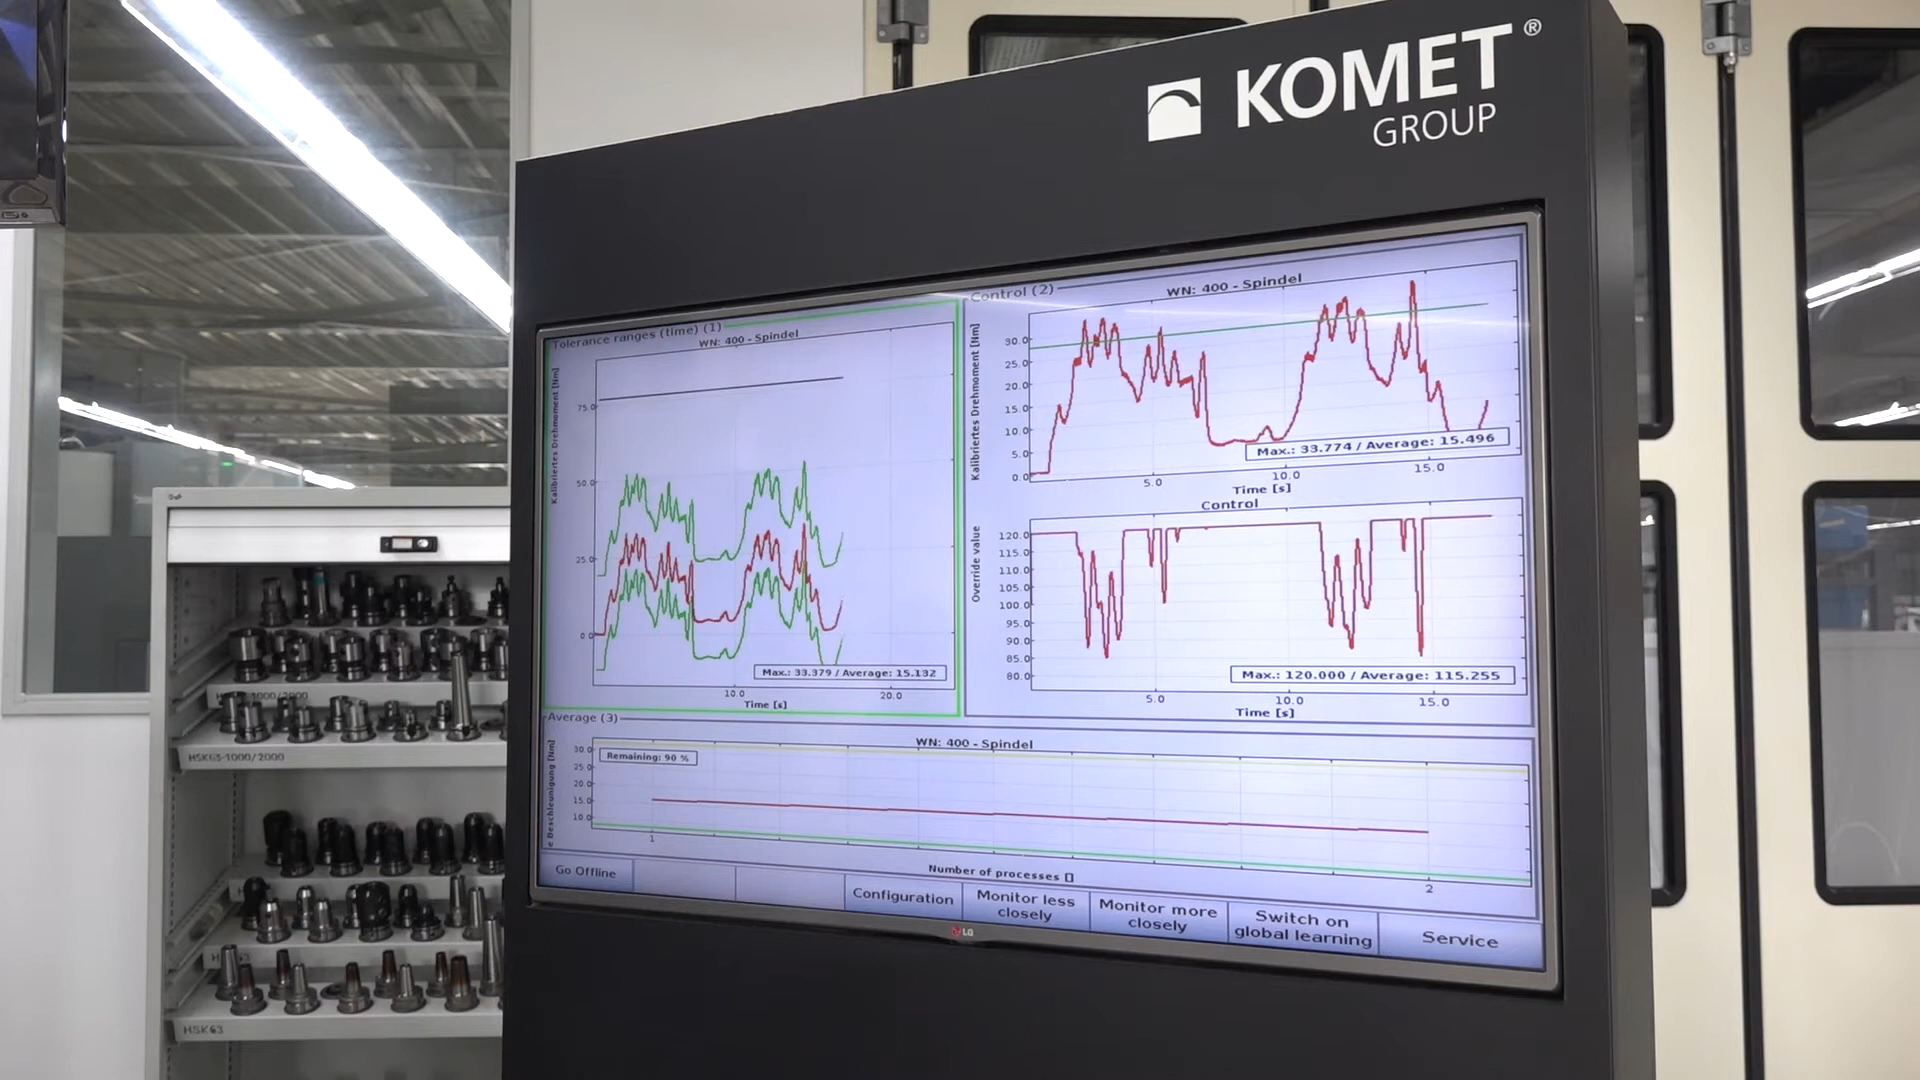 KOMET®
GROUP
Tolerance ranges (time) (1)
WN: 400 - Spindel
Kalibriertes Drehmoment [Nm]
75.0
50.0
25.0
0.0
10.0
20.0
Max.: 33.379 / Average: 15.132
Time [s]
Control (2)
WN: 400 - Spindel
Kalibriertes Drehmoment [Nm]
30.0
25.0
20.0
15.0
10.0
5.0
0.0
Max.: 33.774 / Average: 15.496
5.0
10.0
15.0
Time [s]
Control
Override value
120.0
115.0
110.0
105.0
100.0
95.0
90.0
85.0
80.0
Max.: 120.000 / Average: 115.255
5.0
10.0
15.0
Time [s]
Average (3)
WN: 400 - Spindel
e Beschleunigung [Nm]
30.0
25.0
20.0
15.0
10.0
Remaining: 90 %
1
2
Number of processes []
Go Offline
Configuration
Monitor less
closely
Monitor more
closely
Switch on
global learning
Service
LG
HSK63-1000/2000
HSK63